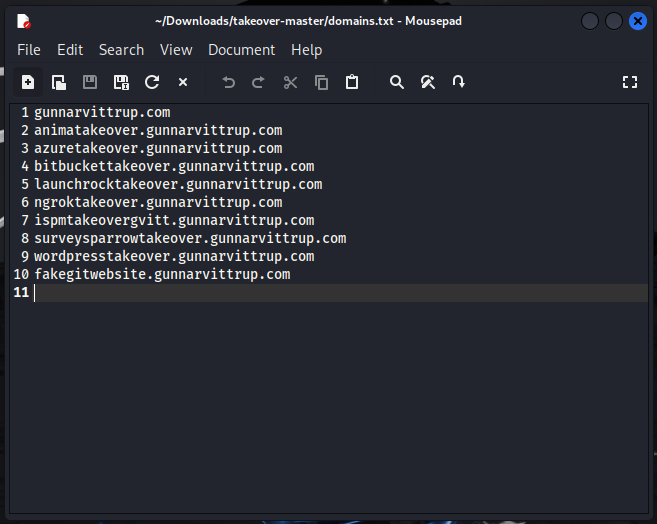 ~/Downloads/takeover-master/domains.txt - Mousepad
File Edit Search View Document Help
1 gunnarvittrup.com
2 animatakeover.gunnarvittrup.com
3 azuretakeover.gunnarvittrup.com
4 bitbuckettakeover.gunnarvittrup.com
5 launchrocktakeover.gunnarvittrup.com
6 ngroktakeover.gunnarvittrup.com
7 ispmtakeovergvitt.gunnarvittrup.com
8 surveysparrowtakeover.gunnarvittrup.com
9 wordpresstakeover.gunnarvittrup.com
10 fakegitwebsite.gunnarvittrup.com
11